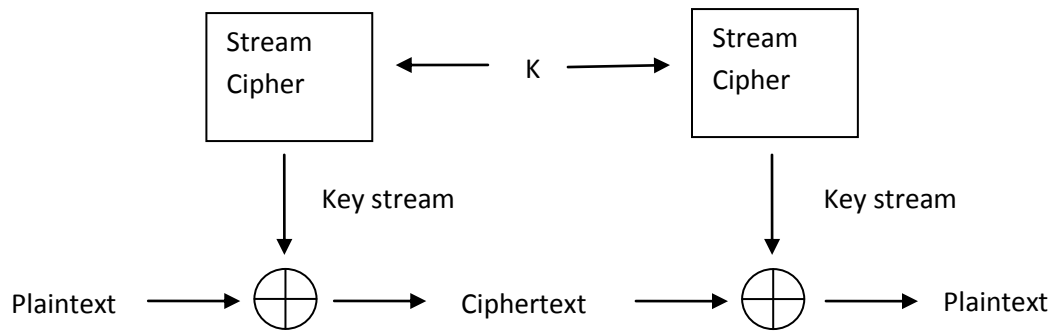 Stream
Cipher
K
Stream
Cipher
Key stream
Key stream
Plaintext
Ciphertext
Plaintext